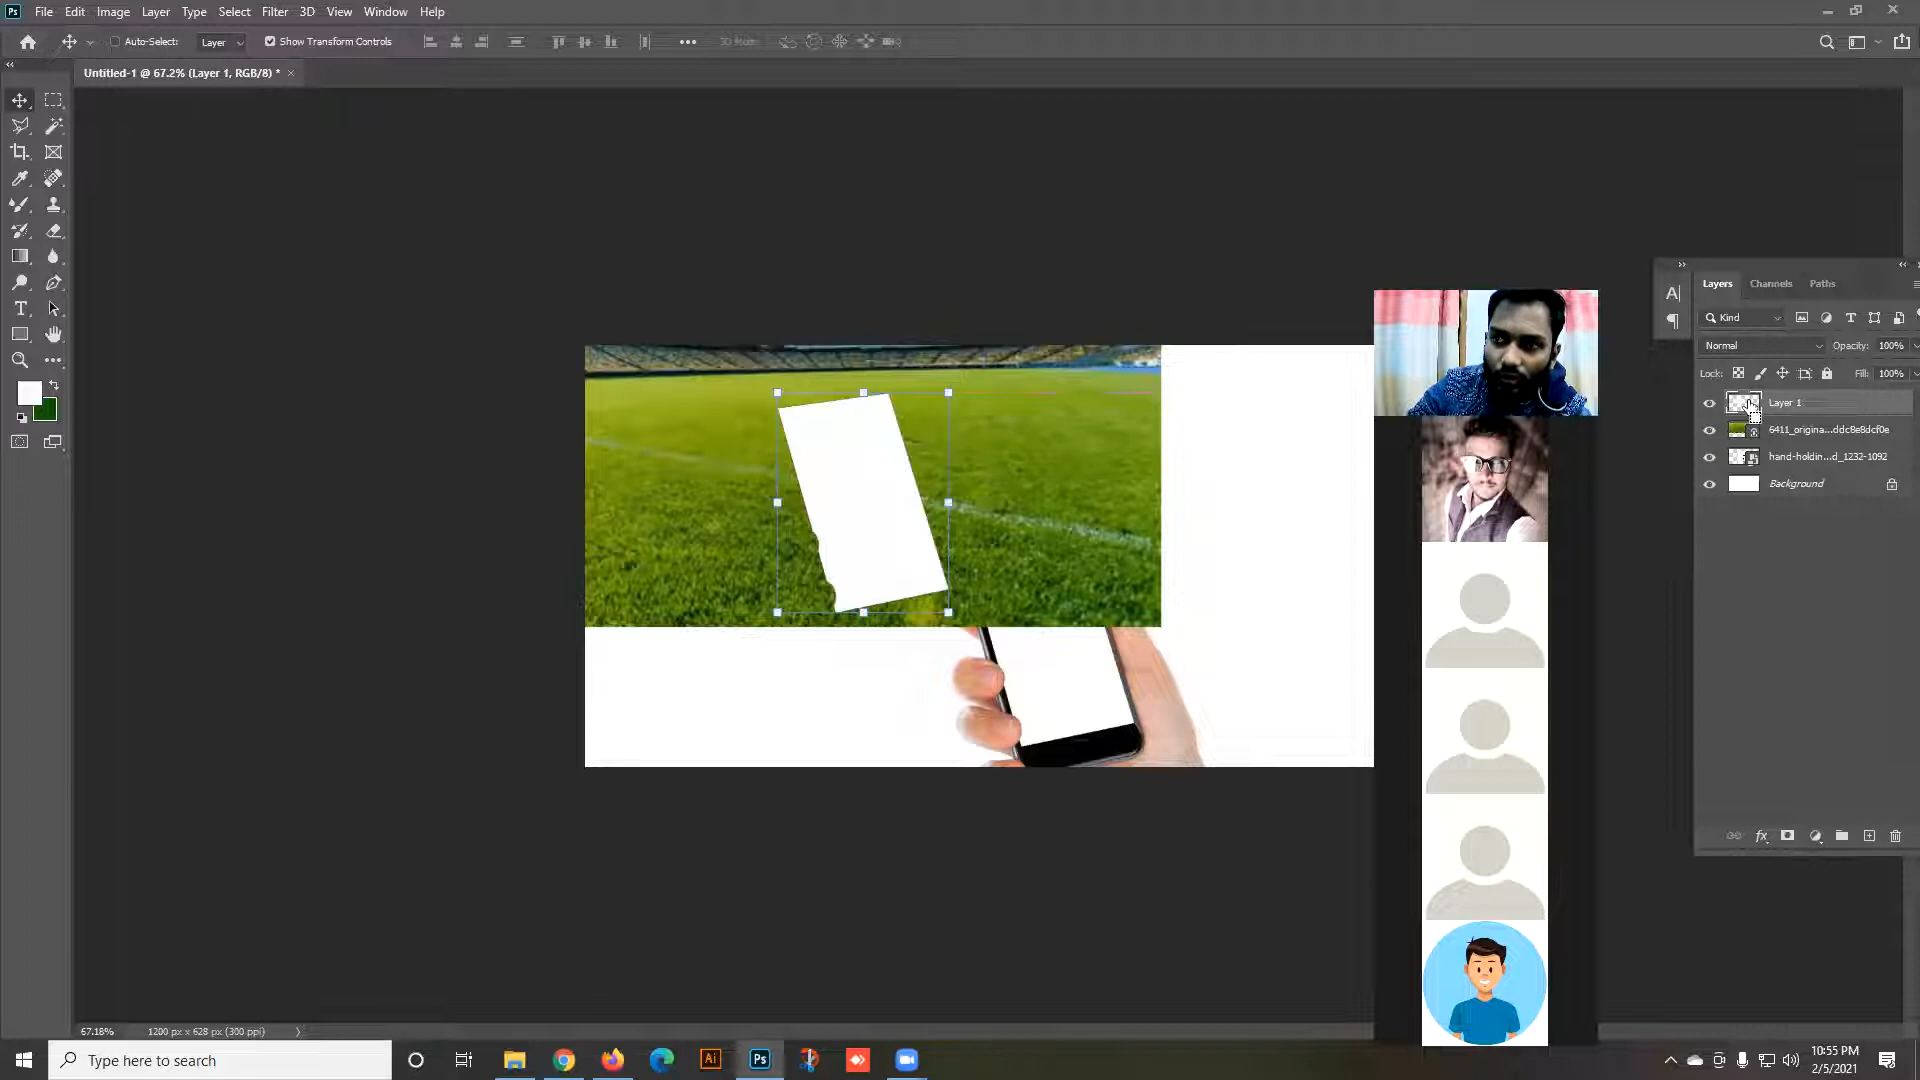 Ps File Edit Image Layer Type Select Filter 3D View Window Help
Auto-Select: Layer Show Transform Controls
Untitled-1 @ 67.2% (Layer 1, RGB/8) *
Layers Channels Paths
Kind
Normal Opacity: 100%
Lock: Fill: 100%
Layer 1
6411_origina...ddc8e8dcf0e
hand-holdin...d_1232-1092
Background
67.18% 1200 px x 628 px (300 ppi)
Type here to search
Ai Ps
10:55 PM
2/5/2021